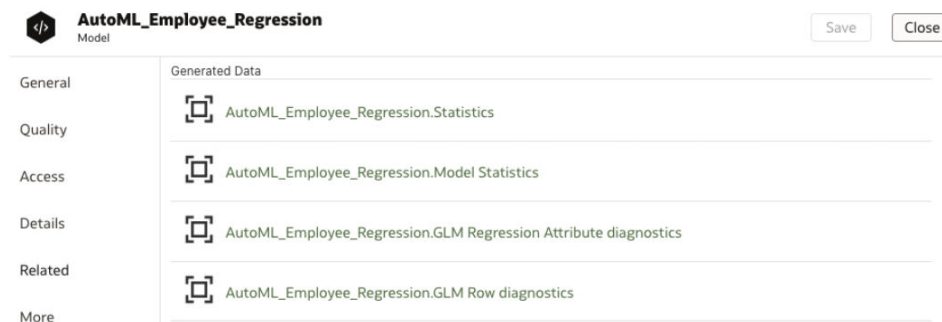 AutoML_Employee_Regression
Model
Save
Close
General
Quality
Access
Details
Related
More
Generated Data
AutoML_Employee_Regression.Statistics
AutoML_Employee_Regression.Model Statistics
AutoML_Employee_Regression.GLM Regression Attribute diagnostics
AutoML_Employee_Regression.GLM Row diagnostics